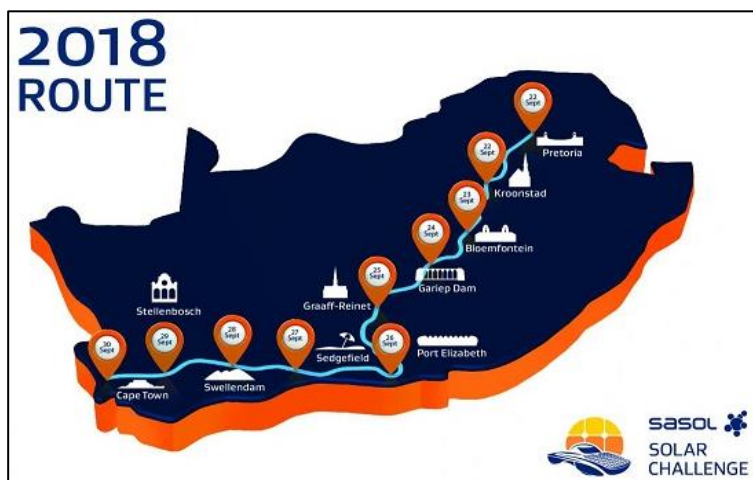 2018
ROUTE
22
Sept
Pretoria
22
Sept
Kroonstad
23
Sept
Bloemfontein
24
Sept
Gariep Dam
25
Sept
Graaff-Reinet
26
Sept
Port Elizabeth
27
Sept
Sedgefield
28
Sept
Swellendam
29
Sept
Stellenbosch
30
Sept
Cape Town
sasol
SOLAR
CHALLENGE